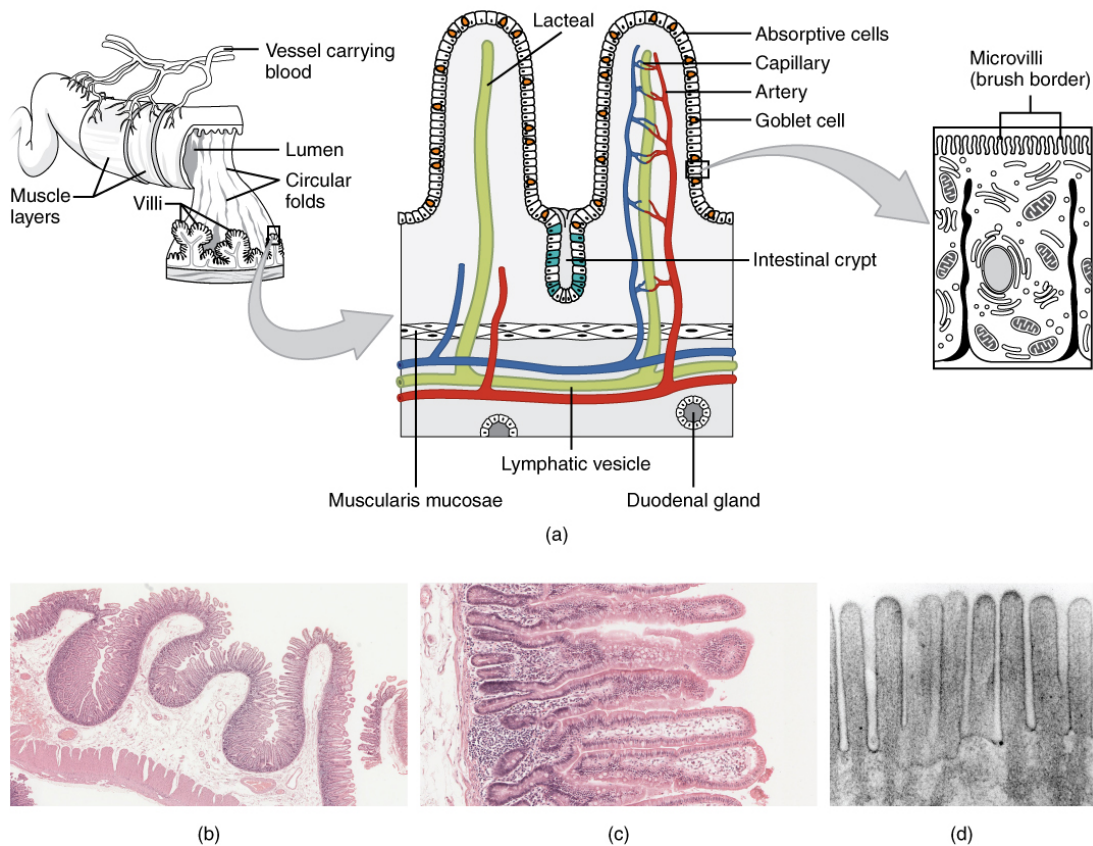 Vessel carrying
blood
Lumen
Circular
folds
Muscle
layers
Villi
Lacteal
Absorptive cells
Capillary
Artery
Goblet cell
Intestinal crypt
Lymphatic vesicle
Muscularis mucosae
Duodenal gland
Microvilli
(brush border)
(a)
(b)
(c)
(d)